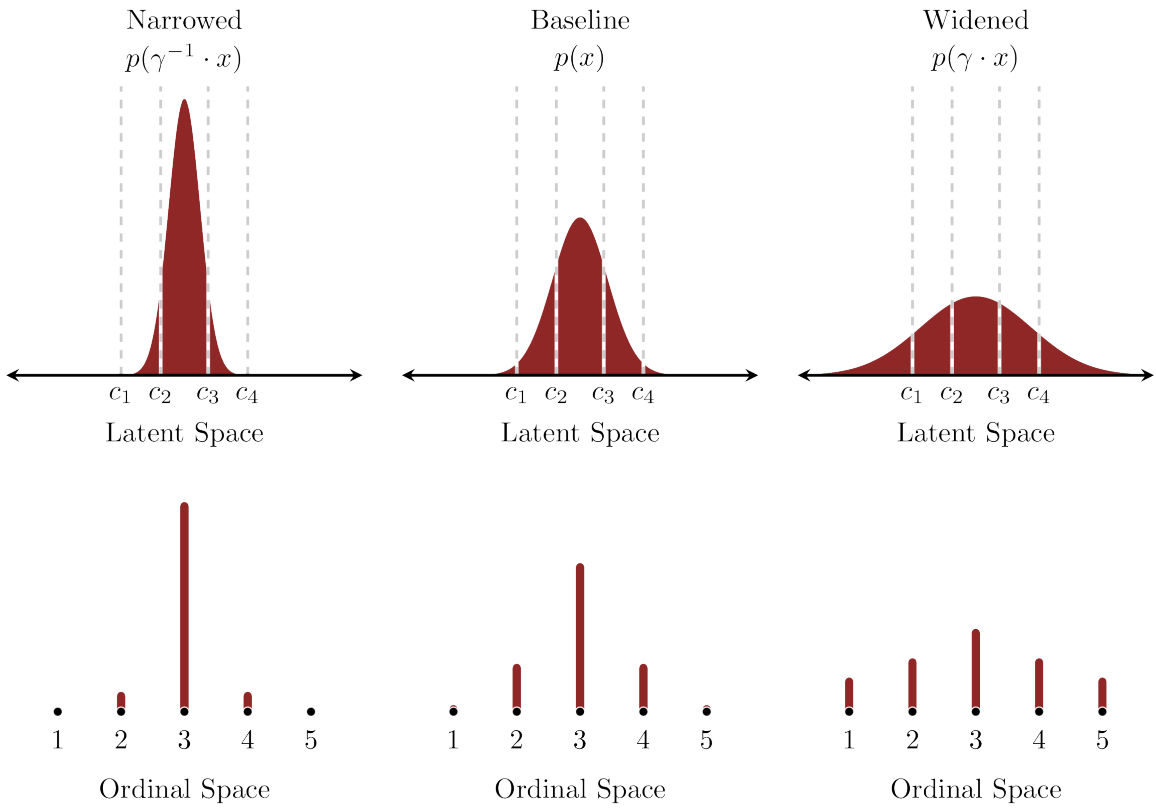 Narrowed
p(γ⁻¹ · x)
c₁ c₂ c₃ c₄
Latent Space
1 2 3 4 5
Ordinal Space
Baseline
p(x)
c₁ c₂ c₃ c₄
Latent Space
1 2 3 4 5
Ordinal Space
Widened
p(γ · x)
c₁ c₂ c₃ c₄
Latent Space
1 2 3 4 5
Ordinal Space